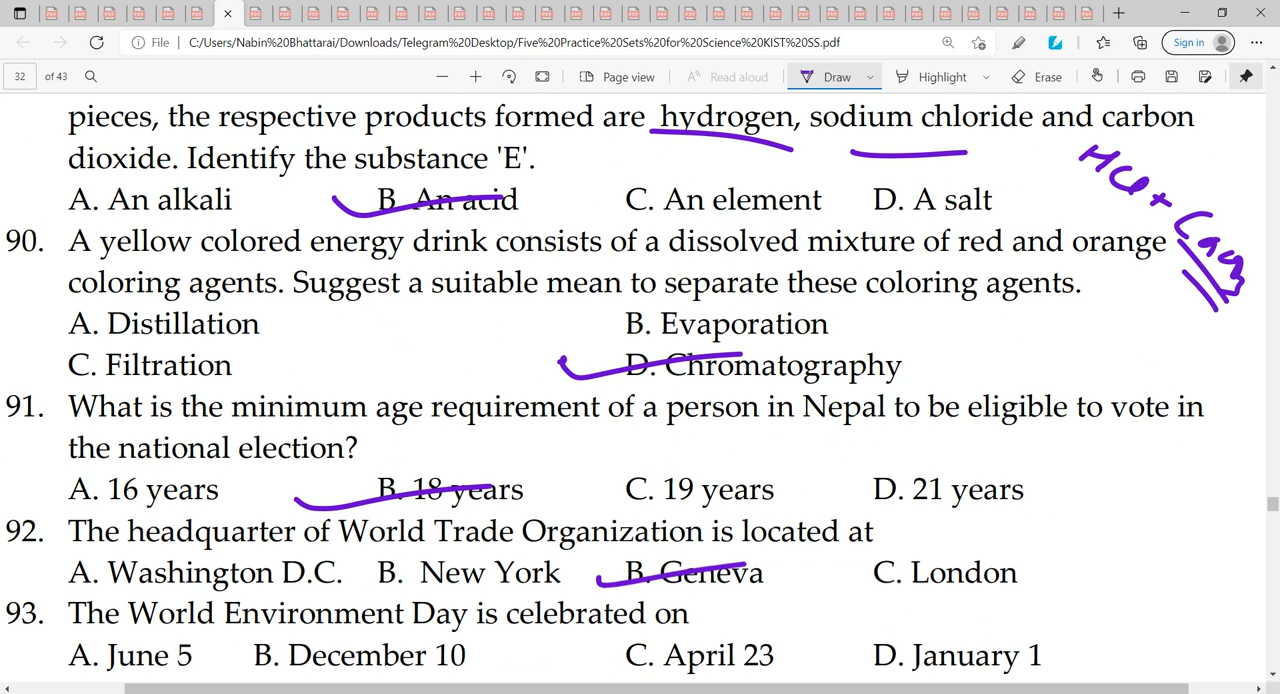 File C:/Users/Nabin%20Bhattarai/Downloads/Telegram%20Desktop/Five%20Practice%20Sets%20for%20Science%20KIST%20SS.pdf Sign in
32 of 43 Page view Read aloud Draw Highlight Erase
pieces, the respective products formed are hydrogen, sodium chloride and carbon
dioxide. Identify the substance 'E'.
A. An alkali B. An acid C. An element D. A salt
90. A yellow colored energy drink consists of a dissolved mixture of red and orange
coloring agents. Suggest a suitable mean to separate these coloring agents.
A. Distillation B. Evaporation
C. Filtration D. Chromatography
91. What is the minimum age requirement of a person in Nepal to be eligible to vote in
the national election?
A. 16 years B. 18 years C. 19 years D. 21 years
92. The headquarter of World Trade Organization is located at
A. Washington D.C. B. New York B. Geneva C. London
93. The World Environment Day is celebrated on
A. June 5 B. December 10 C. April 23 D. January 1